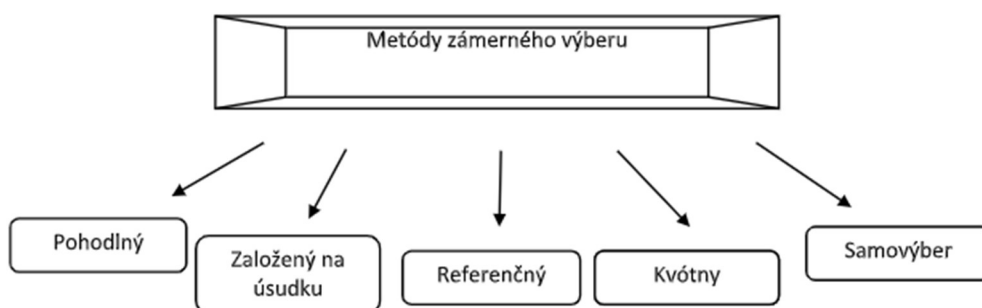 Metódy zámerného výberu
Pohodlný
Založený na
úsudku
Referenčný
Kvótny
Samovýber